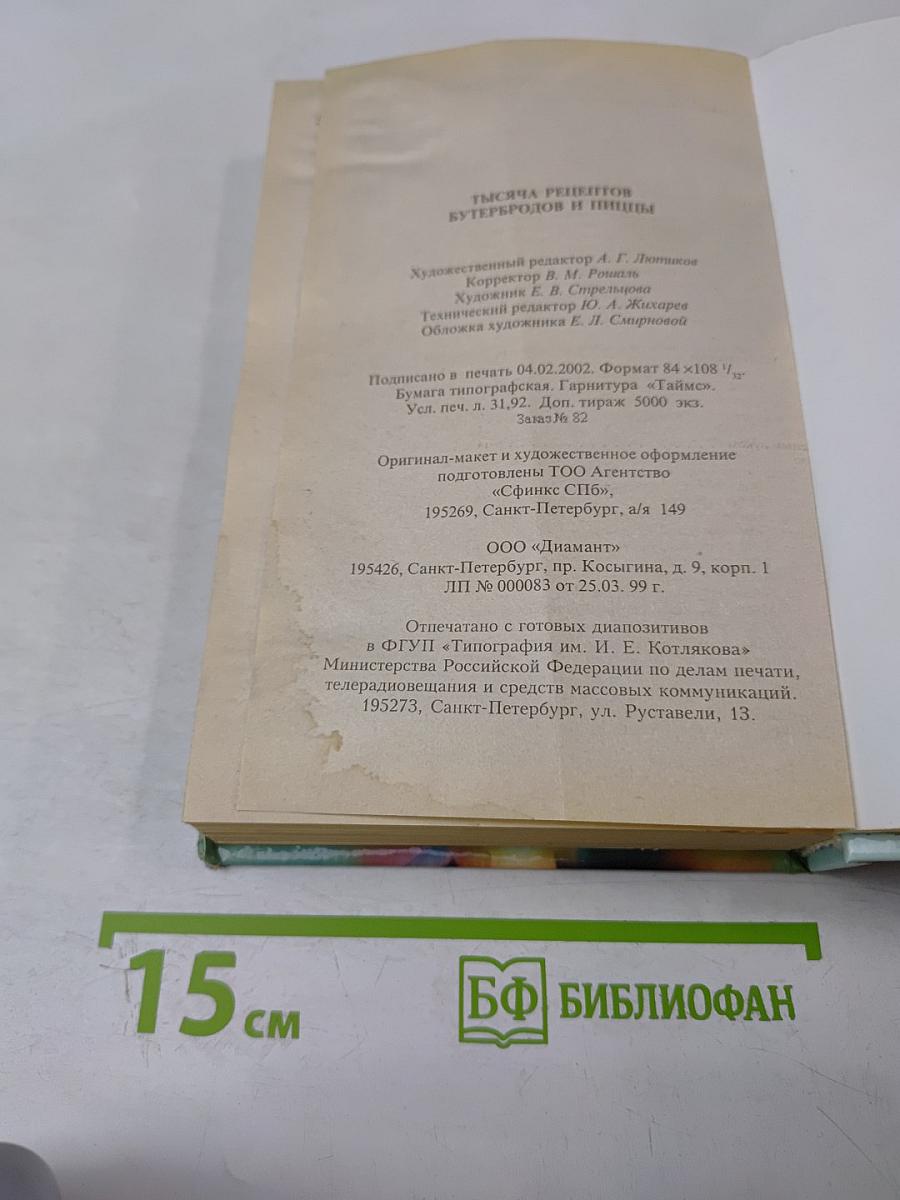 ТЫСЯЧА РЕЦЕПТОВ
БУТЕРБРОДОВ И ПИЦЦЫ
Художественный редактор А. Г. Лютиков
Корректор В. М. Рошаль
Художник Е. В. Стрельцова
Технический редактор Ю. А. Жихарев
Обложка художника Е. Л. Смирновой
Подписано в печать 04.02.2002. Формат 84 ×108 1/32.
Бумага типографская. Гарнитура «Таймс».
Усл. печ. л. 31,92. Доп. тираж 5000 экз.
Заказ № 82
Оригинал-макет и художественное оформление
подготовлены ТОО Агентство
«Сфинкс СПб»,
195269, Санкт-Петербург, а/я 149
ООО «Диамант»
195426, Санкт-Петербург, пр. Косыгина, д. 9, корп. 1
ЛП № 000083 от 25.03. 99 г.
Отпечатано с готовых диапозитивов
в ФГУП «Типография им. И. Е. Котлякова»
Министерства Российской Федерации по делам печати,
телерадиовещания и средств массовых коммуникаций.
195273, Санкт-Петербург, ул. Руставели, 13.
15 см
БФ БИБЛИОФАН